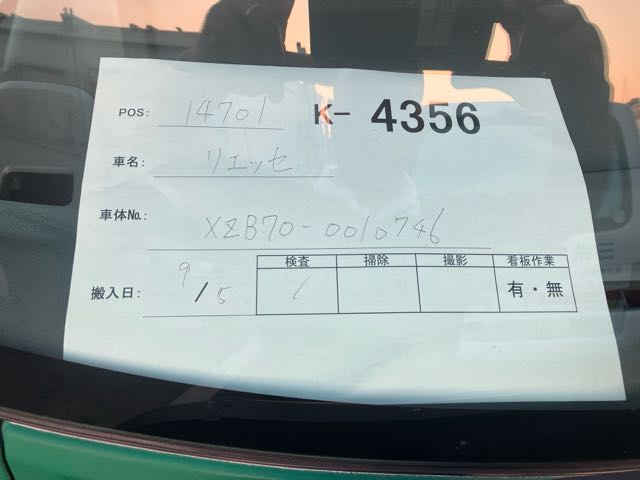 POS: 14701 K- 4356
車名: リエッセ
車体No.: XZB70-0010746
検査 掃除 撮影 看板作業
搬入日: 9/5 / 有・無